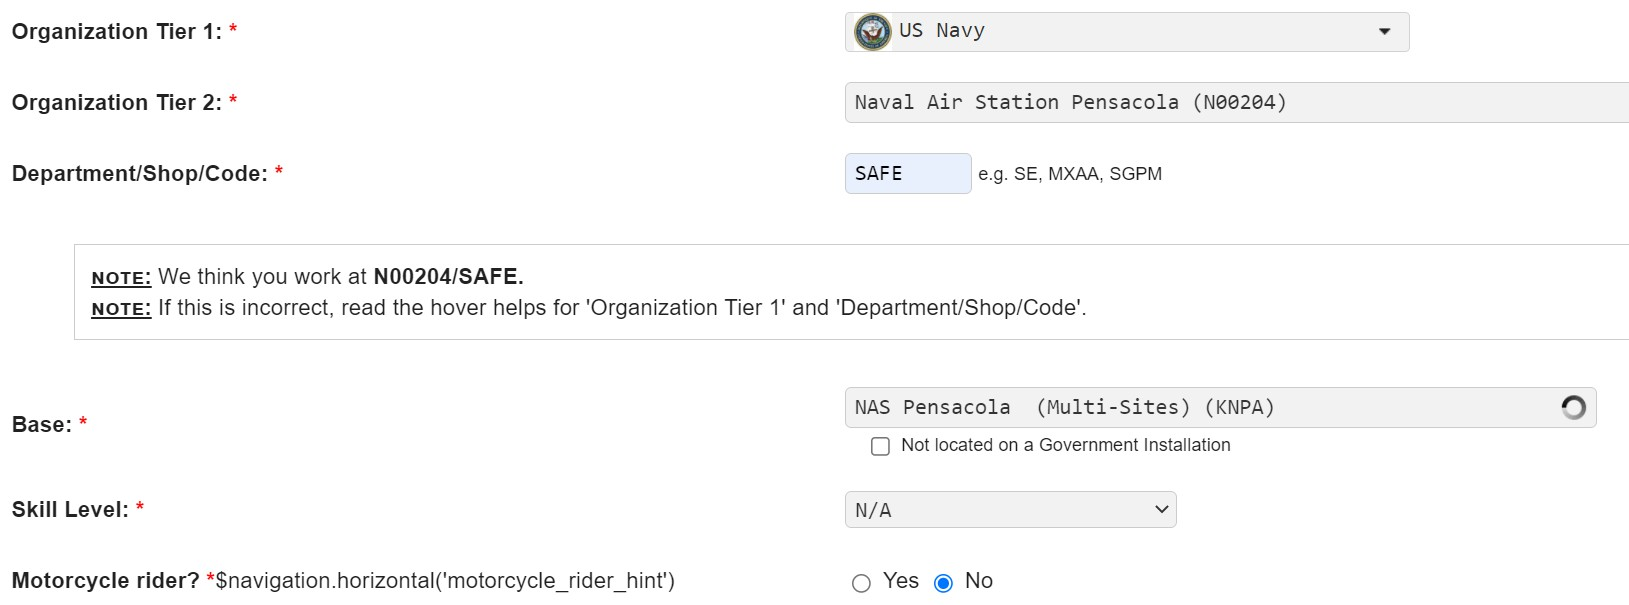 Organization Tier 1: * US Navy
Organization Tier 2: * Naval Air Station Pensacola (N00204)
Department/Shop/Code: * SAFE e.g. SE, MXAA, SGPM
NOTE: We think you work at N00204/SAFE.
NOTE: If this is incorrect, read the hover helps for 'Organization Tier 1' and 'Department/Shop/Code'.
Base: * NAS Pensacola  (Multi-Sites) (KNPA)
Not located on a Government Installation
Skill Level: * N/A
Motorcycle rider? *$navigation.horizontal('motorcycle_rider_hint') Yes No